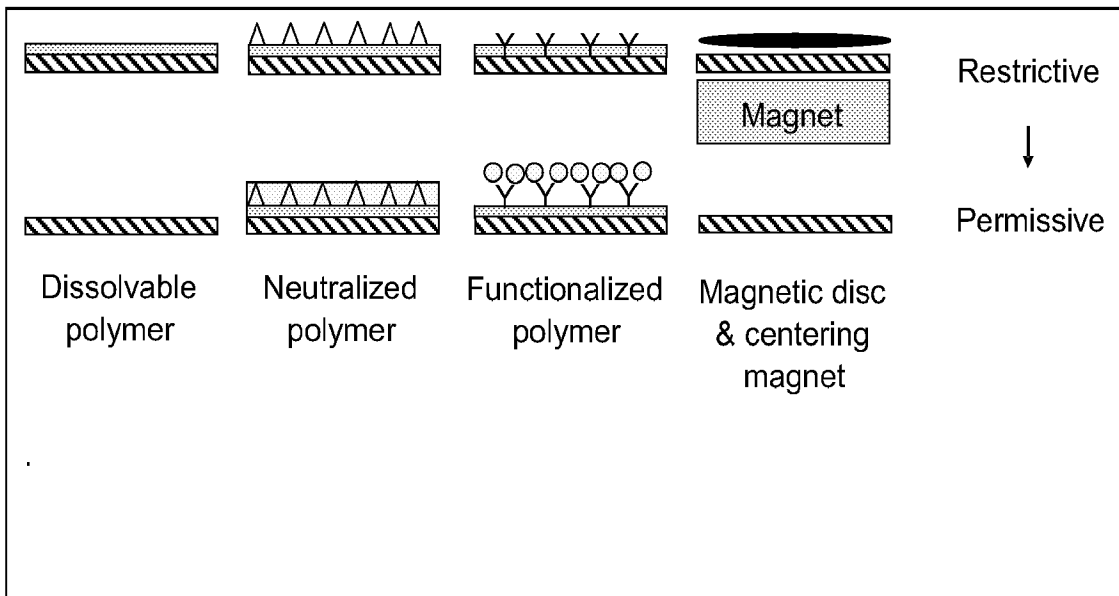 Restrictive
Magnet
Permissive
Dissolvable
polymer
Neutralized
polymer
Functionalized
polymer
Magnetic disc
& centering
magnet